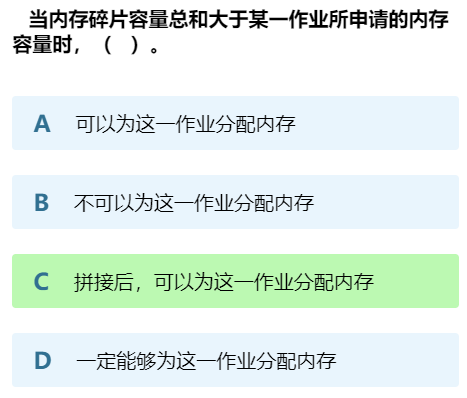 当内存碎片容量总和大于某一作业所申请的内存
容量时，（ ）。
A 可以为这一作业分配内存
B 不可以为这一作业分配内存
C 拼接后，可以为这一作业分配内存
D 一定能够为这一作业分配内存